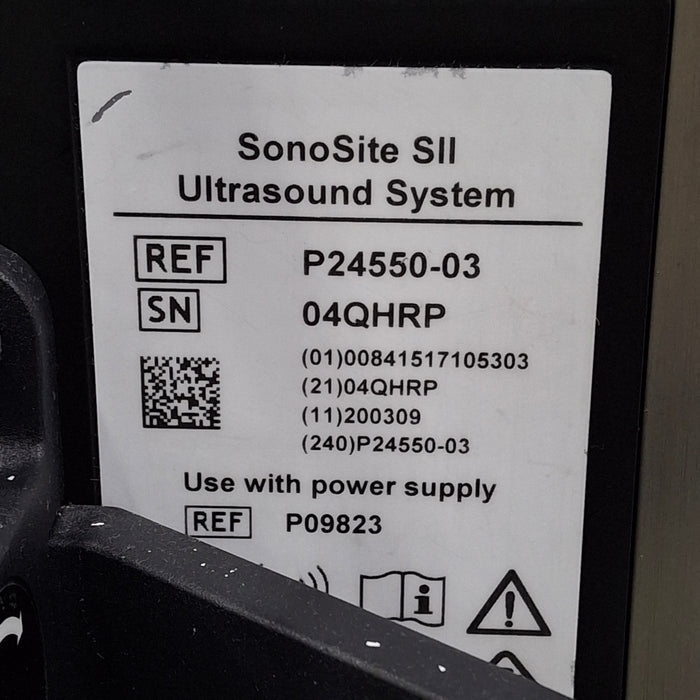 SonoSite SII
Ultrasound System
REF P24550-03
SN 04QHRP
(01)00841517105303
(21)04QHRP
(11)200309
(240)P24550-03
Use with power supply
REF P09823